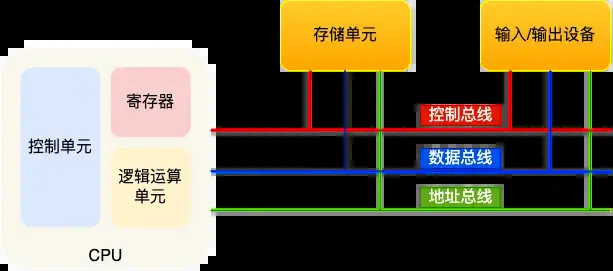 存储单元
输入/输出设备
寄存器
控制单元
逻辑运算
单元
CPU
控制总线
数据总线
地址总线